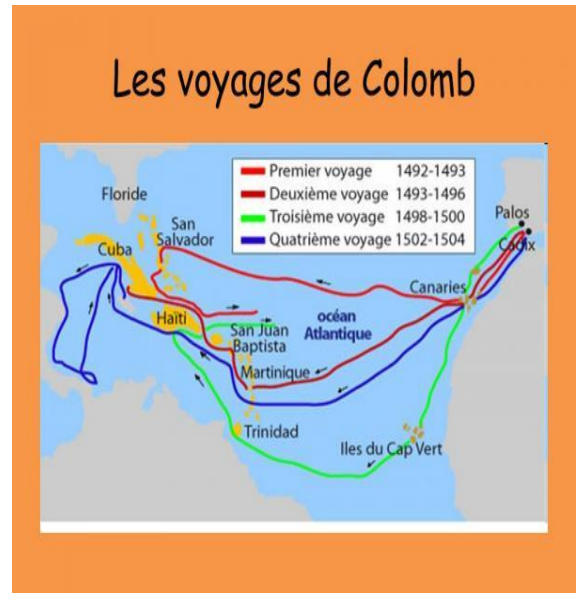 Les voyages de Colomb
Premier voyage 1492-1493
Deuxième voyage 1493-1496
Troisième voyage 1498-1500
Quatrième voyage 1502-1504
Floride
San
Salvador
Cuba
Palos
Cadix
Canaries
océan
Atlantique
Haïti
San Juan
Baptista
Martinique
Trinidad
Iles du Cap Vert